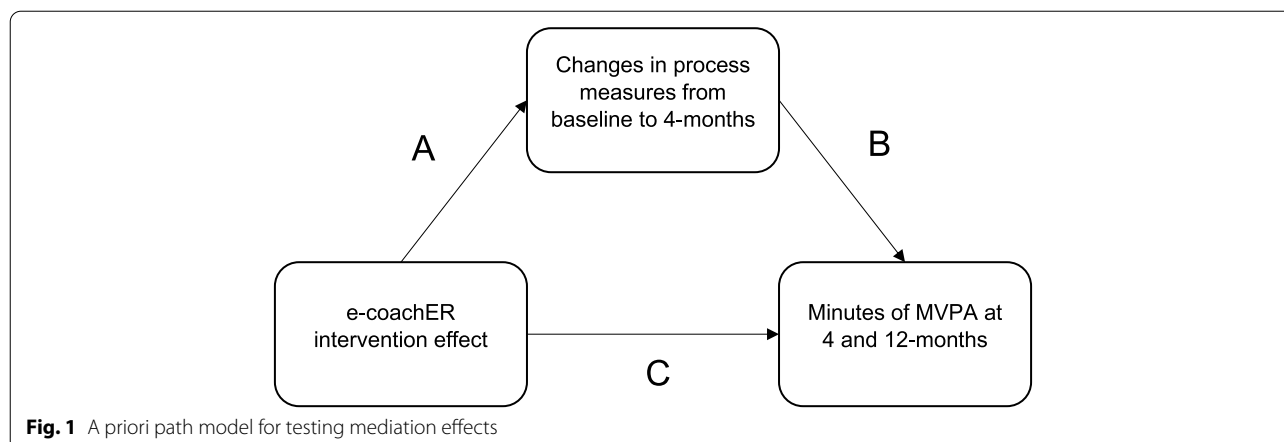 Changes in process
measures from
baseline to 4-months
A
B
e-coachER
intervention effect
Minutes of MVPA at
4 and 12-months
C
Fig. 1 A priori path model for testing mediation effects